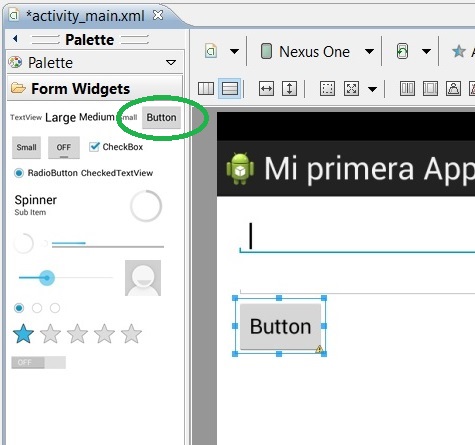 *activity_main.xml
Palette
Palette
Nexus One
Form Widgets
TextView Large Medium Small Button
Small OFF CheckBox
RadioButton CheckedTextView
Spinner
Sub Item
OFF
Mi primera App
Button